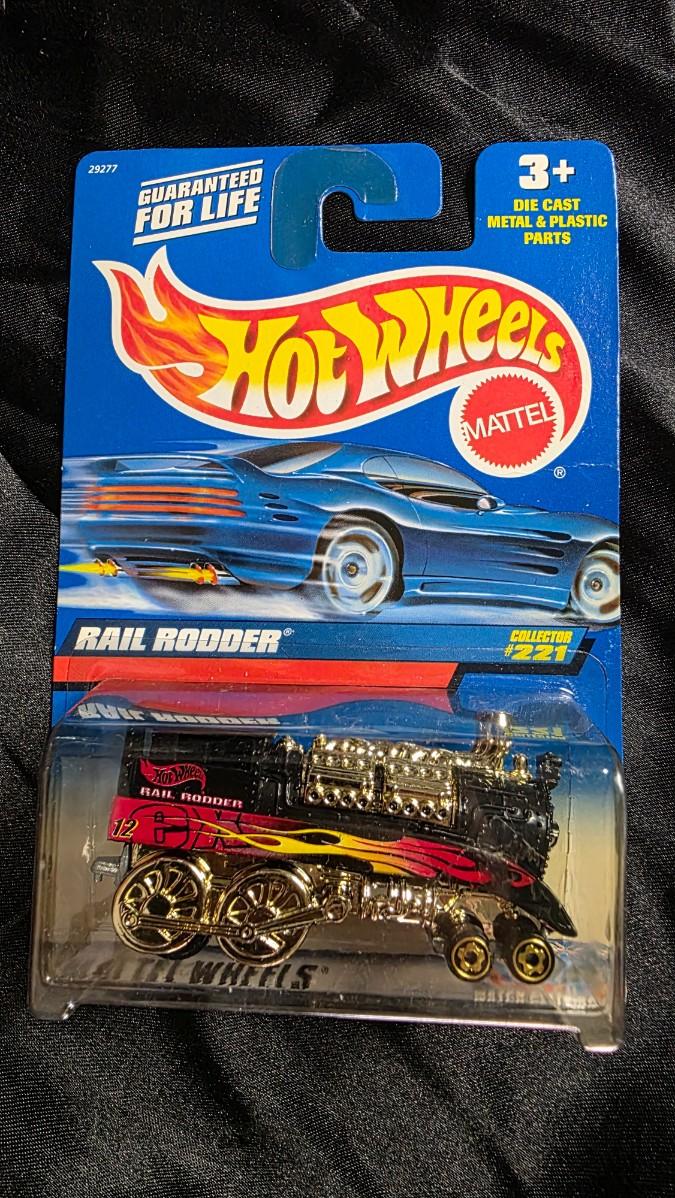 29277
GUARANTEED
FOR LIFE
3+
DIE CAST
METAL & PLASTIC
PARTS
HOT WHEELS
MATTEL
®
RAIL RODDER®
COLLECTOR
#221
HOT WHEELS
RAIL RODDER
12
WHEELS®